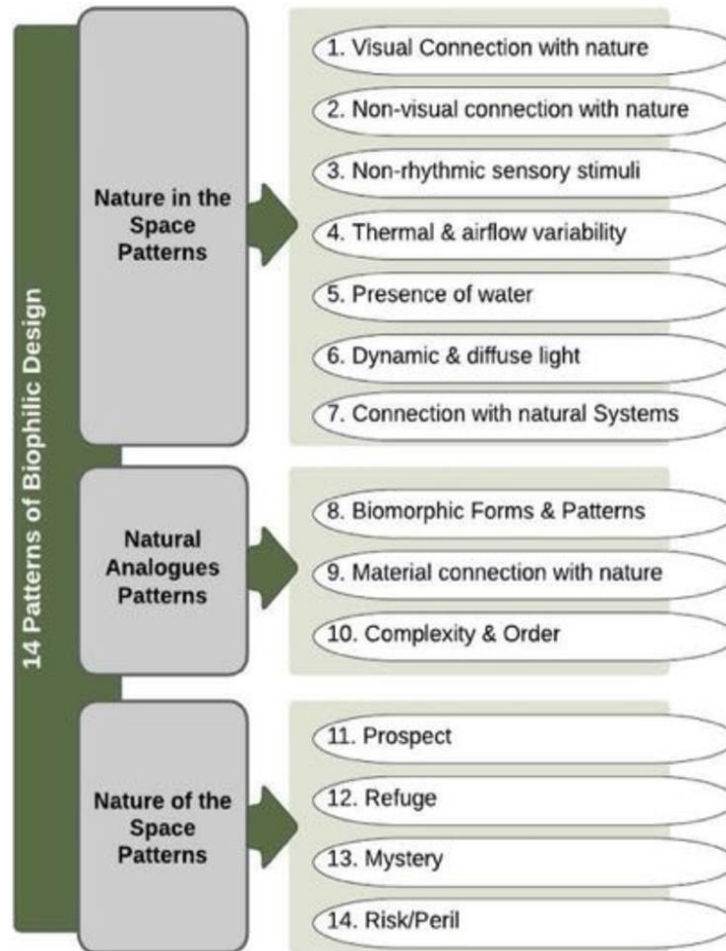 14 Patterns of Biophilic Design
Nature in the
Space
Patterns
1. Visual Connection with nature
2. Non-visual connection with nature
3. Non-rhythmic sensory stimuli
4. Thermal & airflow variability
5. Presence of water
6. Dynamic & diffuse light
7. Connection with natural Systems
Natural
Analogues
Patterns
8. Biomorphic Forms & Patterns
9. Material connection with nature
10. Complexity & Order
Nature of the
Space
Patterns
11. Prospect
12. Refuge
13. Mystery
14. Risk/Peril